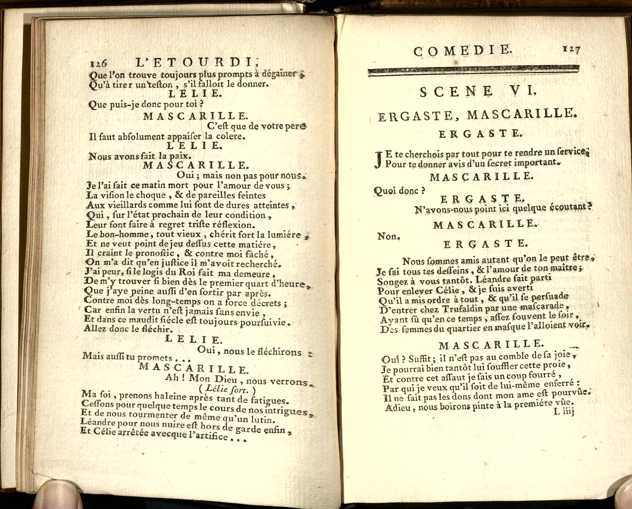 126 L'ETOURDI,
Que l'on trouve toujours plus prompts à dégaîner,
Qu'à tirer un teston, s'il falloit le donner.
LELIE.
Que puis-je donc pour toi ?
MASCARILLE.
C'est que de votre pere
Il faut absolument appaiser la colere.
LELIE.
Nous avons fait la paix.
MASCARILLE.
Oui ; mais non pas pour nous.
Je l'ai fait ce matin mort pour l'amour de vous ;
La vision le choque, & de pareilles feintes
Aux vieillards comme lui sont de dures atteintes,
Qui, sur l'état prochain de leur condition,
Leur font faire à regret triste réflexion.
Le bon-homme, tout vieux, chérit fort la lumiére,
Et ne veut point de jeu dessus cette matiére,
Il craint le pronostic, & contre moi fâché,
On m'a dit qu'en justice il m'avoit recherché.
J'ai peur, si le logis du Roi fait ma demeure,
De m'y trouver si bien dès le premier quart d'heure,
Que j'aye peine aussi d'en sortir par après.
Contre moi dès long-temps on a force décrets ;
Car enfin la vertu n'est jamais sans envie,
Et dans ce maudit siécle est toujours poursuivie.
Allez donc le fléchir.
LELIE.
Oui, nous le fléchirons :
Mais aussi tu promets . . .
MASCARILLE.
Ah ! Mon Dieu, nous verrons.
( Lélie sort. )
Ma foi, prenons haleine après tant de fatigues.
Cessons pour quelque temps le cours de nos intrigues,
Et de nous tourmenter de même qu'un lutin.
Léandre pour nous nuire est hors de garde enfin,
Et Célie arrêtée avecque l'artifice . . .
COMEDIE. 127
SCENE VI.
ERGASTE, MASCARILLE.
ERGASTE.
JE te cherchois par tout pour te rendre un service,
Pour te donner avis d'un secret important.
MASCARILLE.
Quoi donc ?
ERGASTE.
N'avons-nous point ici quelque écoutant ?
MASCARILLE.
Non.
ERGASTE.
Nous sommes amis autant qu'on le peut être.
Je sai tous tes desseins, & l'amour de ton maître ;
Songez à vous tantôt. Léandre fait parti
Pour enlever Célie, & je suis averti
Qu'il a mis ordre à tout, & qu'il se persuade
D'entrer chez Trufaldin par une mascarade,
Ayant sû qu'en ce temps, assez souvent le soir,
Des femmes du quartier en masque l'alloient voir.
MASCARILLE.
Oui ? Suffit ; il n'est pas au comble de sa joie,
Je pourrai bien tantôt lui souffler cette proie,
Et contre cet assaut je sais un coup fourré,
Par qui je veux qu'il soit de lui-même enferré :
Il ne sait pas les dons dont mon ame est pourvûe.
Adieu, nous boirons pinte à la premiére vûe.
L iiij